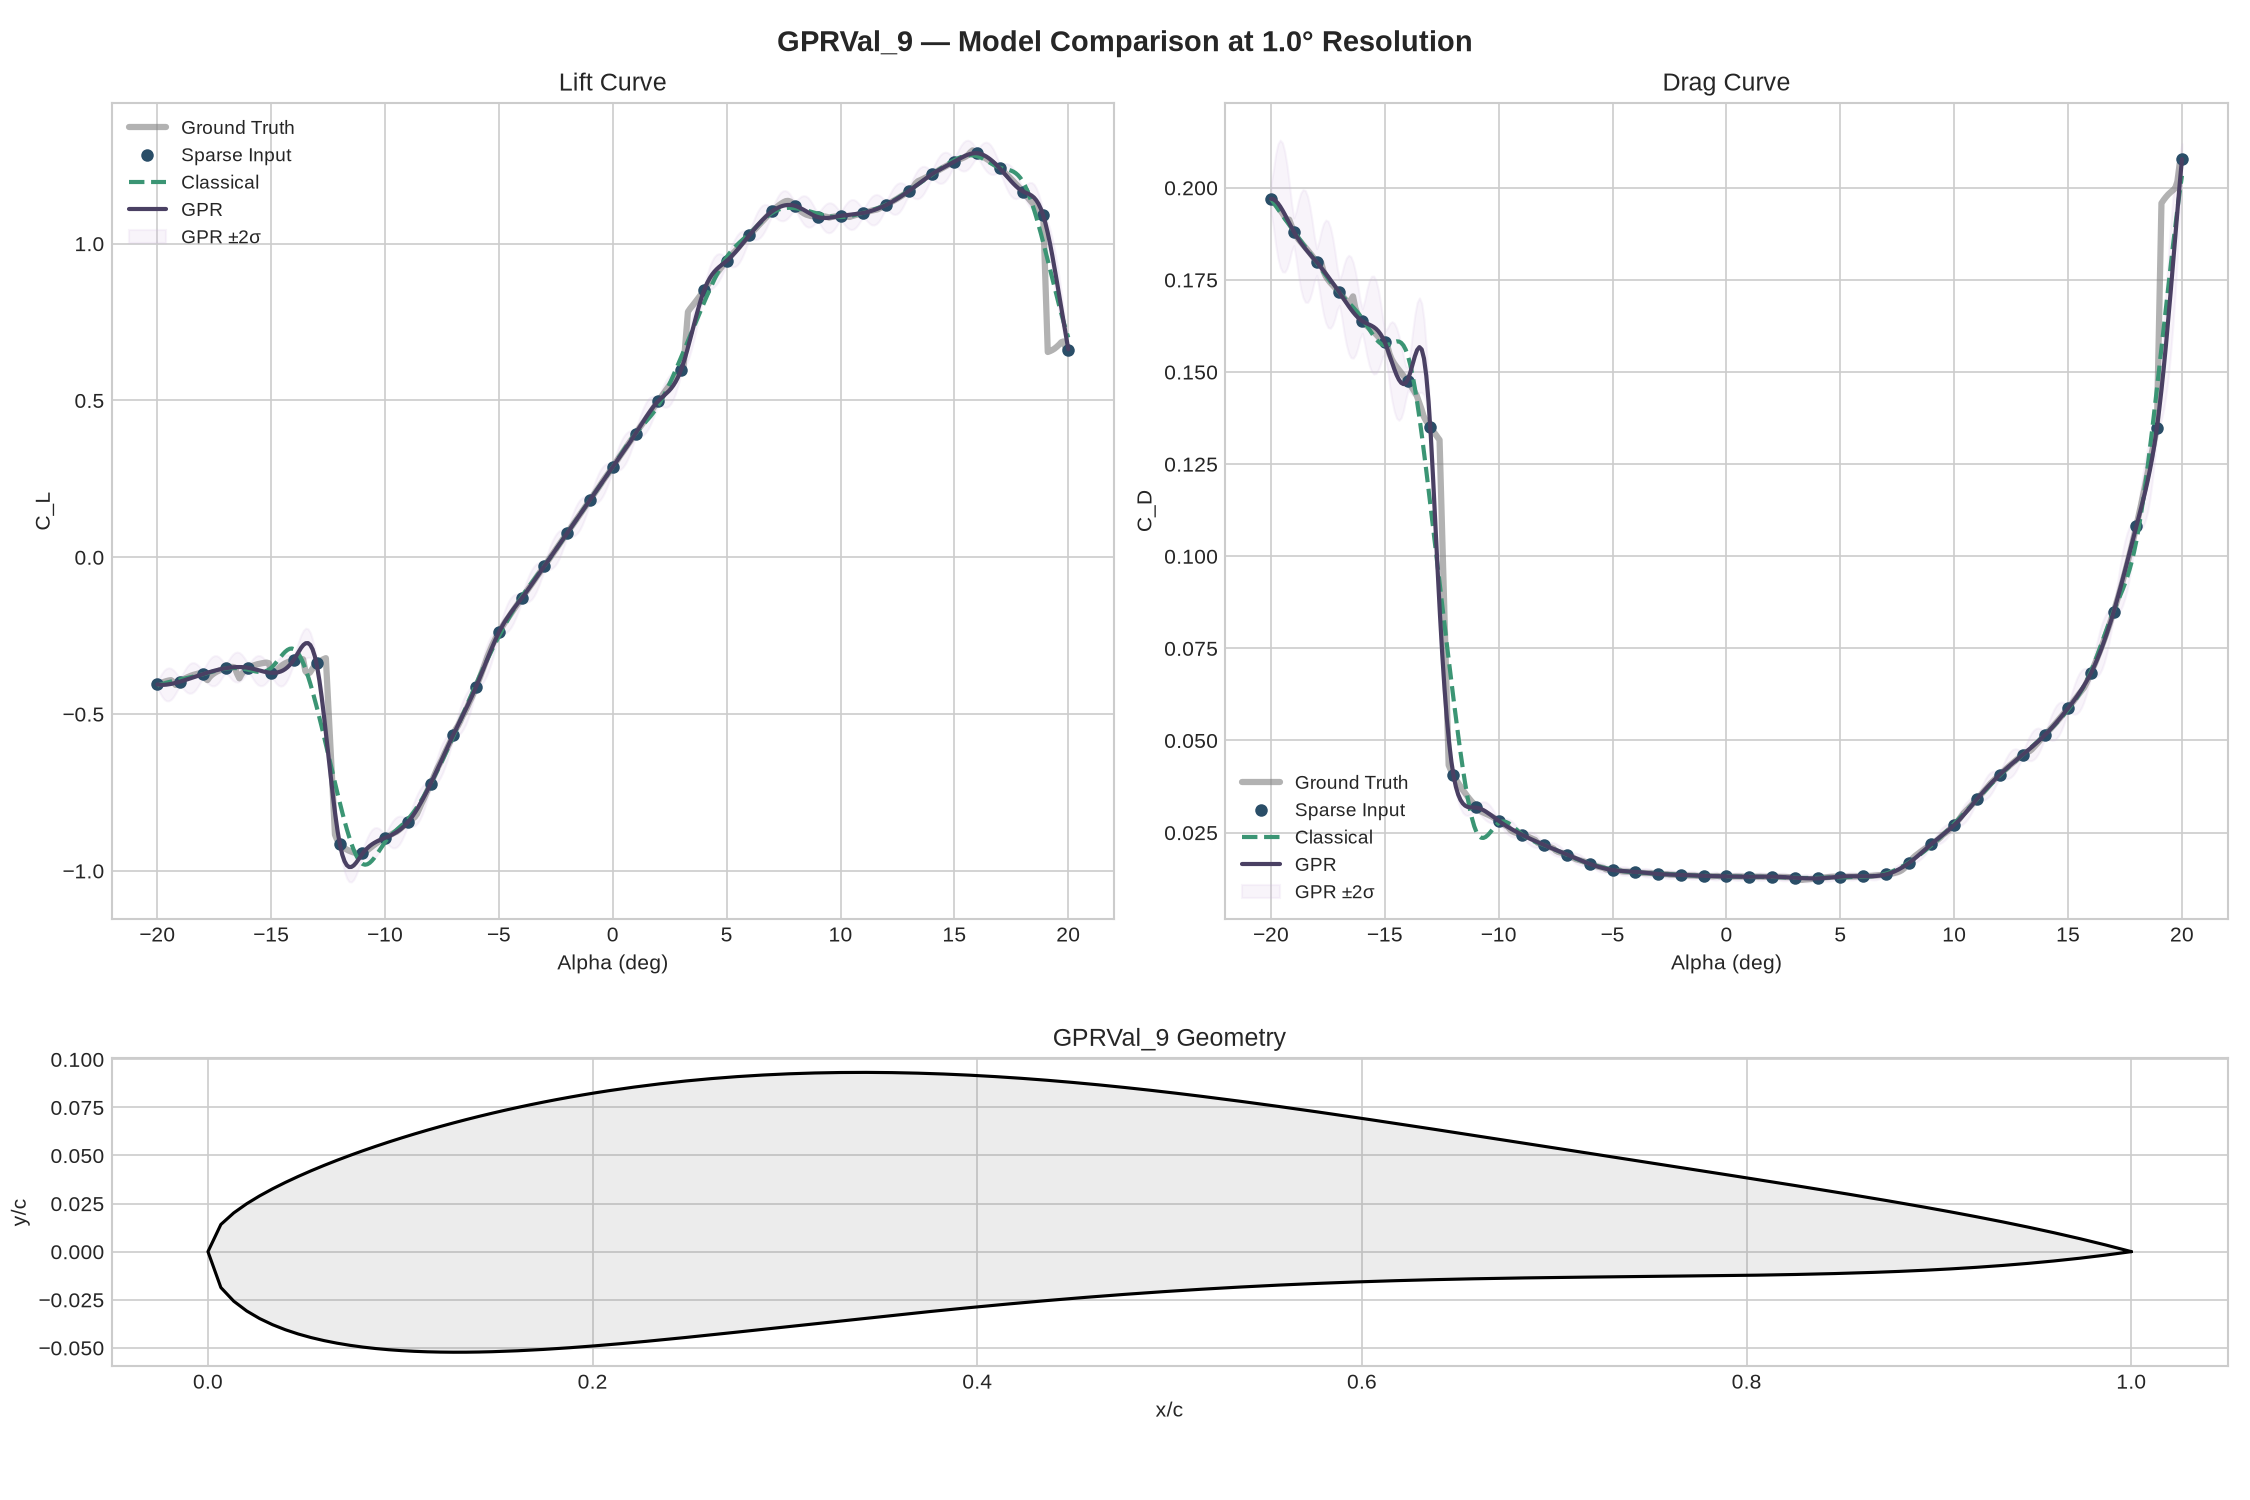 GPRVal_9 — Model Comparison at 1.0° Resolution
Lift Curve
Ground Truth
Sparse Input
Classical
GPR
GPR ±2σ
1.0
0.5
0.0
−0.5
−1.0
C_L
−20 −15 −10 −5 0 5 10 15 20
Alpha (deg)
Drag Curve
0.200
0.175
0.150
0.125
0.100
0.075
0.050
0.025
C_D
Ground Truth
Sparse Input
Classical
GPR
GPR ±2σ
−20 −15 −10 −5 0 5 10 15 20
Alpha (deg)
GPRVal_9 Geometry
0.100
0.075
0.050
0.025
0.000
−0.025
−0.050
y/c
0.0 0.2 0.4 0.6 0.8 1.0
x/c